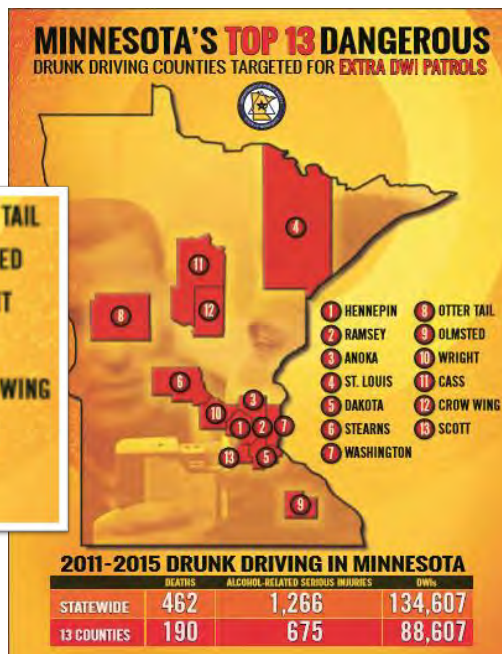 MINNESOTA'S TOP 13 DANGEROUS
DRUNK DRIVING COUNTIES TARGETED FOR EXTRA DWI PATROLS
TAIL
ED
T
WING
4
11
12
8
6
10
3
1
2
7
13
5
9
1 HENNEPIN
2 RAMSEY
3 ANOKA
4 ST. LOUIS
5 DAKOTA
6 STEARNS
7 WASHINGTON
8 OTTER TAIL
9 OLMSTED
10 WRIGHT
11 CASS
12 CROW WING
13 SCOTT
2011-2015 DRUNK DRIVING IN MINNESOTA
DEATHS ALCOHOL-RELATED SERIOUS INJURIES DWIs
STATEWIDE 462 1,266 134,607
13 COUNTIES 190 675 88,607